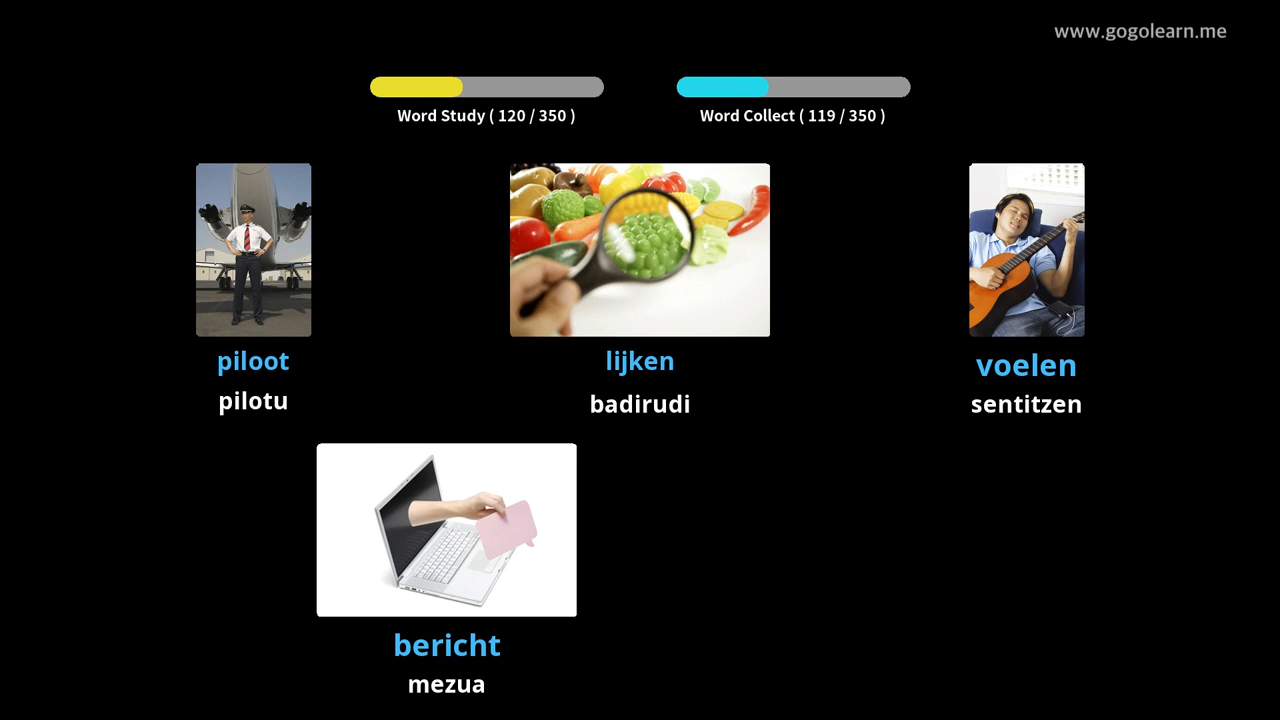 www.gogolearn.me
Word Study ( 120 / 350 )
Word Collect ( 119 / 350 )
piloot
pilotu
lijken
badirudi
voelen
sentitzen
bericht
mezua